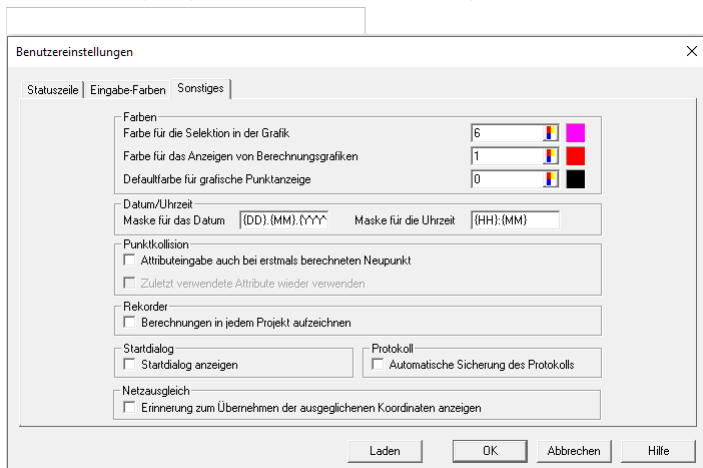 Benutzereinstellungen
Statuszeile Eingabe-Farben Sonstiges
Farben
Farbe für die Selektion in der Grafik 6
Farbe für das Anzeigen von Berechnungsgrafiken 1
Defaultfarbe für grafische Punktanzeige 0
Datum/Uhrzeit
Maske für das Datum {DD}.{MM}.{YYYY Maske für die Uhrzeit {HH}:{MM}
Punktkollision
Attributeingabe auch bei erstmals berechneten Neupunkt
Zuletzt verwendete Attribute wieder verwenden
Rekorder
Berechnungen in jedem Projekt aufzeichnen
Startdialog Protokoll
Startdialog anzeigen Automatische Sicherung des Protokolls
Netzausgleich
Erinnerung zum Übernehmen der ausgeglichenen Koordinaten anzeigen
Laden OK Abbrechen Hilfe